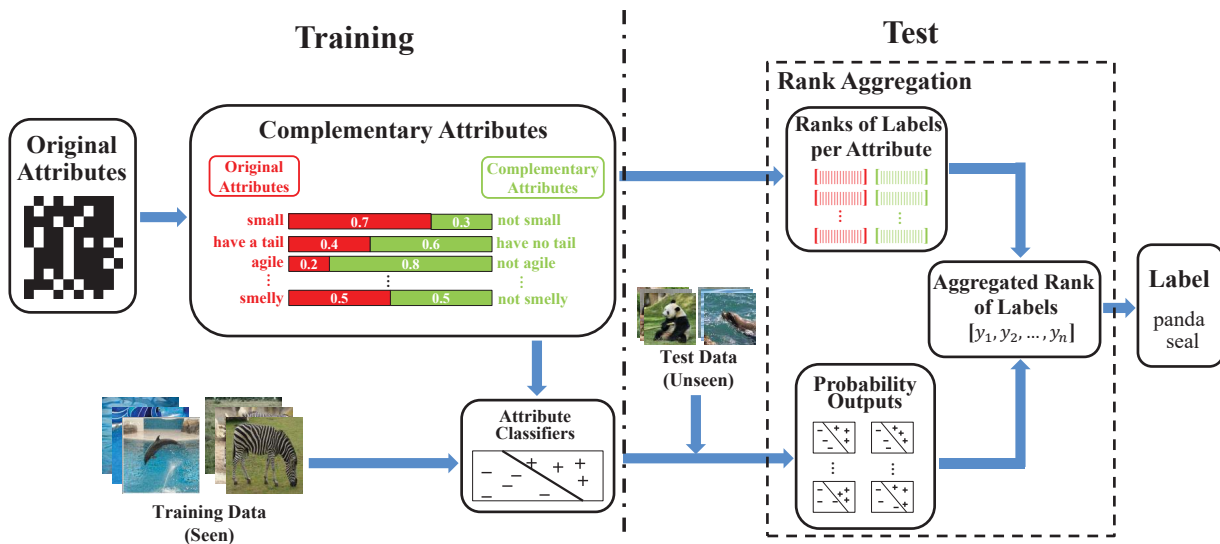 Training
Test
Original
Attributes
Complementary Attributes
Original
Attributes
Complementary
Attributes
small 0.7 0.3 not small
have a tail 0.4 0.6 have no tail
agile 0.2 0.8 not agile
smelly 0.5 0.5 not smelly
Training Data
(Seen)
Attribute
Classifiers
Test Data
(Unseen)
Rank Aggregation
Ranks of Labels
per Attribute
Probability
Outputs
Aggregated Rank
of Labels
[y₁, y₂, … , yₙ]
Label
panda
seal